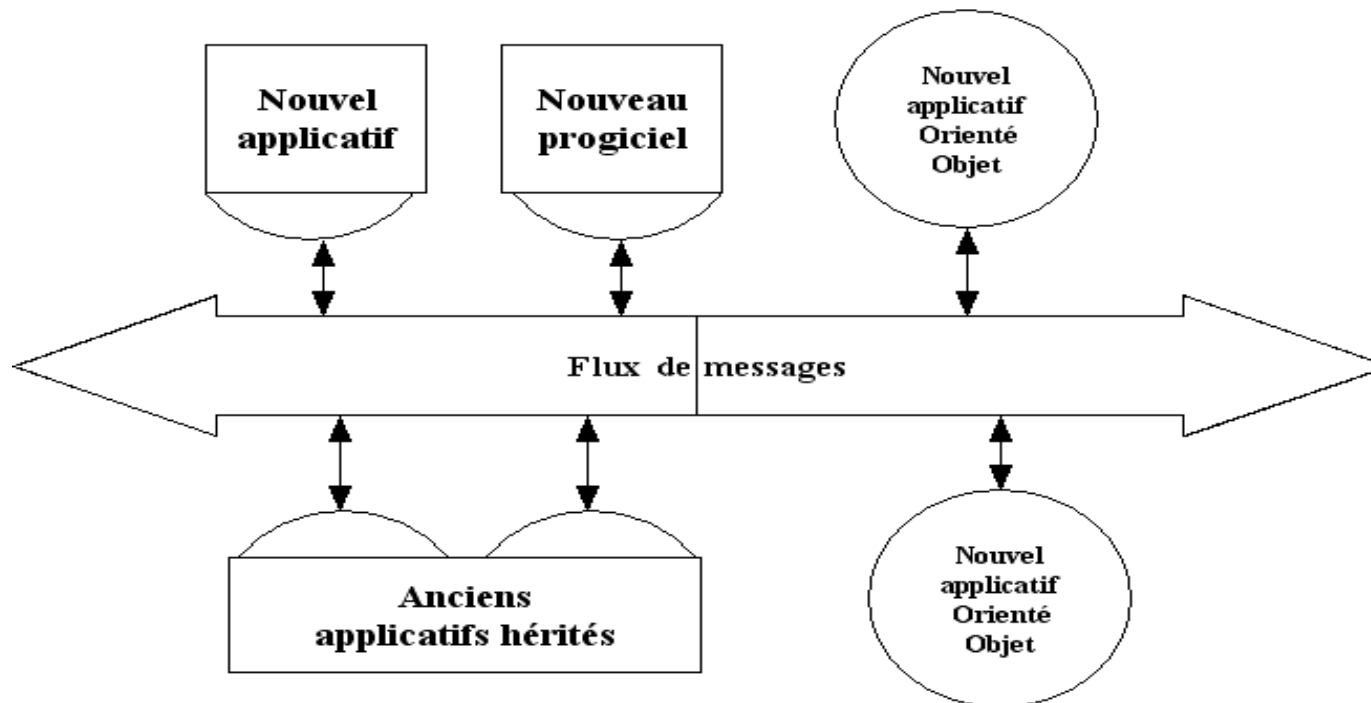 Nouvel
applicatif
Nouveau
progiciel
Nouvel
applicatif
Orienté
Objet
Flux de messages
Anciens
applicatifs hérités
Nouvel
applicatif
Orienté
Objet